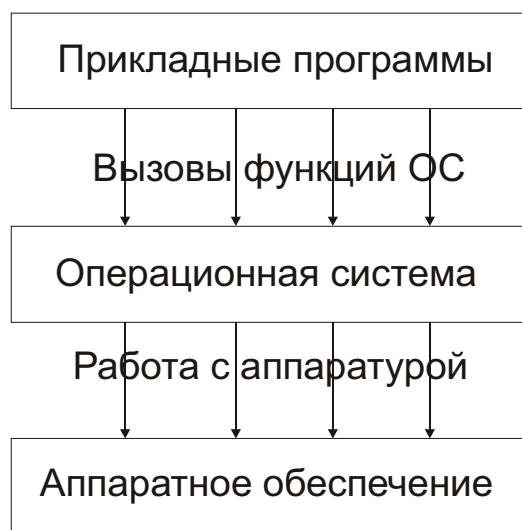 Прикладные программы
Вызовы функций ОС
Операционная система
Работа с аппаратурой
Аппаратное обеспечение